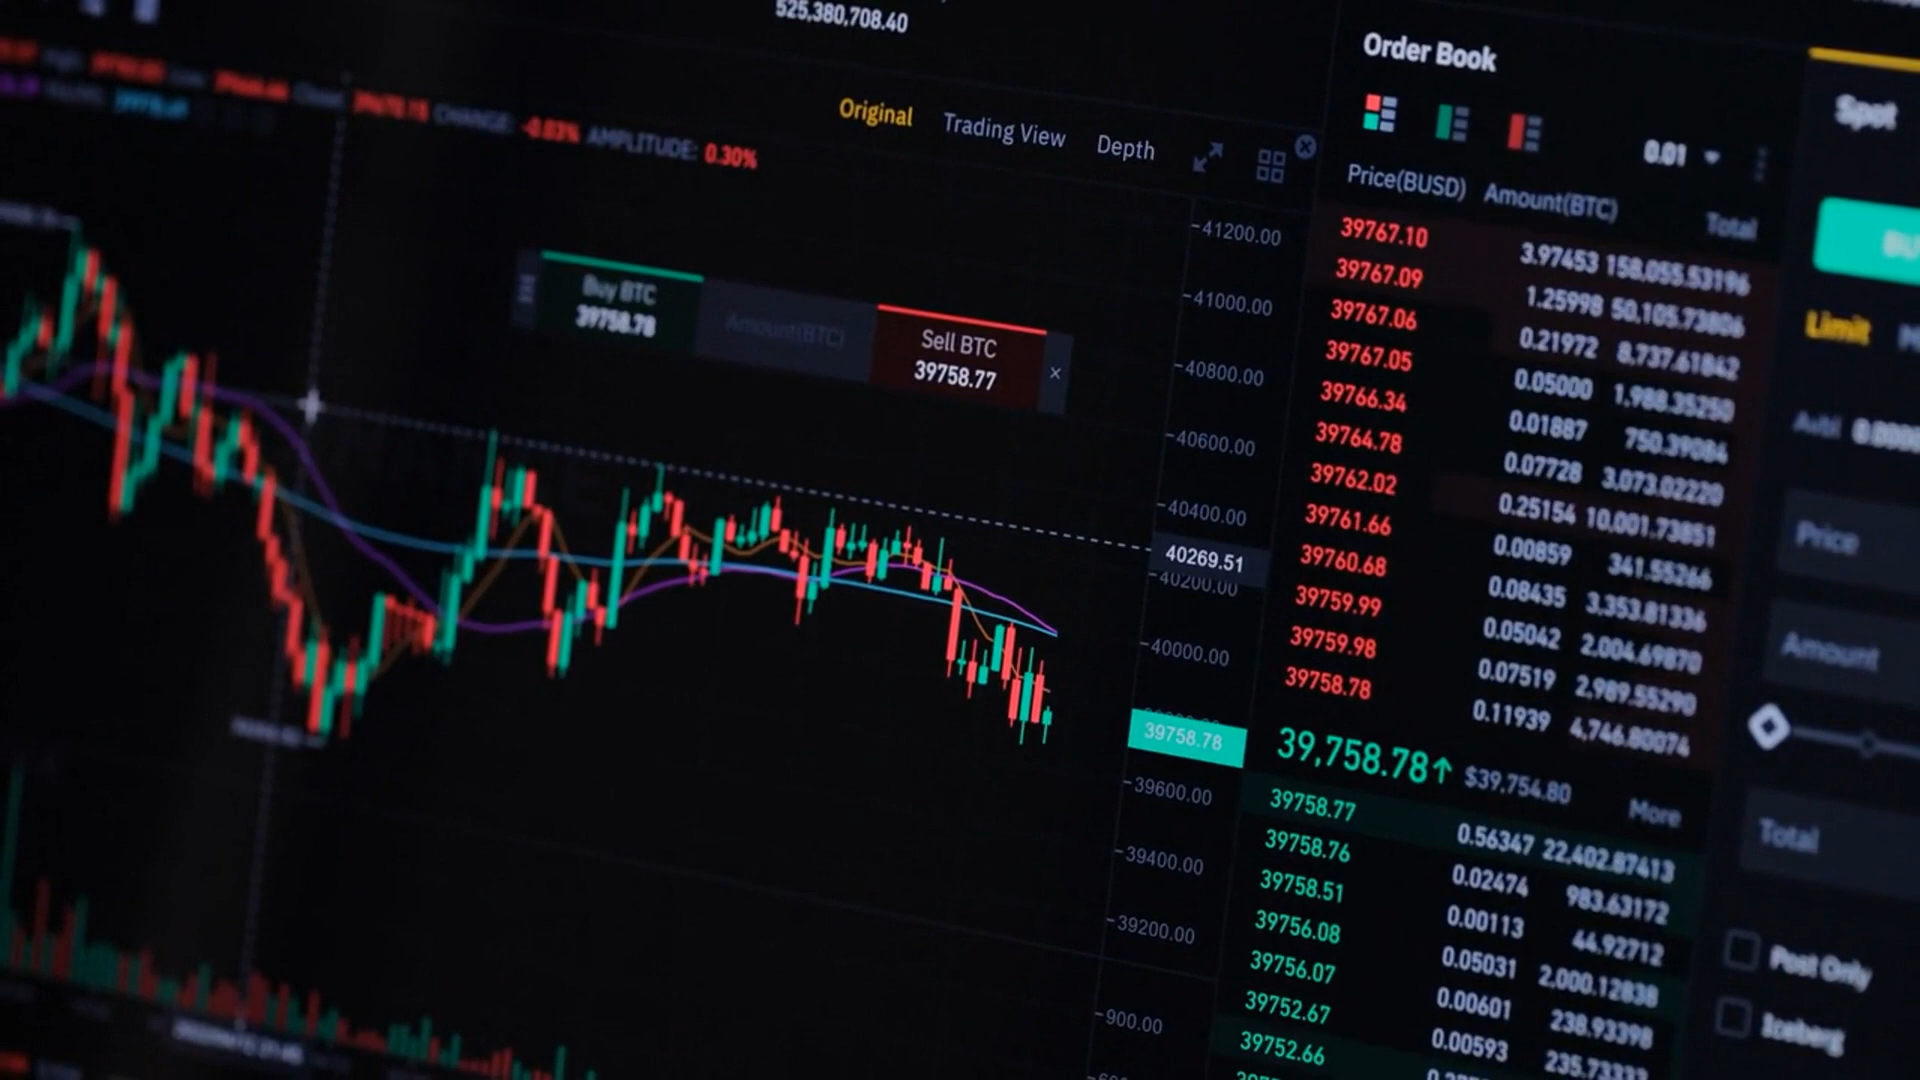 525,380,708.40
CHANGE: -0.03% AMPLITUDE: 0.30%
Original Trading View Depth
Buy BTC
39758.78
Amount(BTC)
Sell BTC
39758.77
41200.00
41000.00
40800.00
40600.00
40400.00
40269.51
40200.00
40000.00
39758.78
39600.00
39400.00
39200.00
900.00
Order Book
0.01
Price(BUSD) Amount(BTC) Total
39767.10 3.97453 158,055.53196
39767.09 1.25998 50,105.73806
39767.06 0.21972 8,737.61842
39767.05 0.05000 1,988.35250
39766.34 0.01887 750.39084
39764.78 0.07728 3,073.02220
39762.02 0.25154 10,001.73851
39761.66 0.00859 341.55266
39760.68 0.08435 3,353.81336
39759.99 0.05042 2,004.69870
39759.98 0.07519 2,989.55290
39758.78 0.11939 4,746.80074
39,758.78↑ $39,754.80 More
39758.77 0.56347 22,402.87413
39758.76 0.02474 983.63172
39758.51 0.00113 44.92712
39756.08 0.05031 2,000.12838
39756.07 0.00601 238.93398
39752.67 0.00593 235.73333
39752.66
Spot
Limit
Price
Amount
Total
Post Only
Iceberg